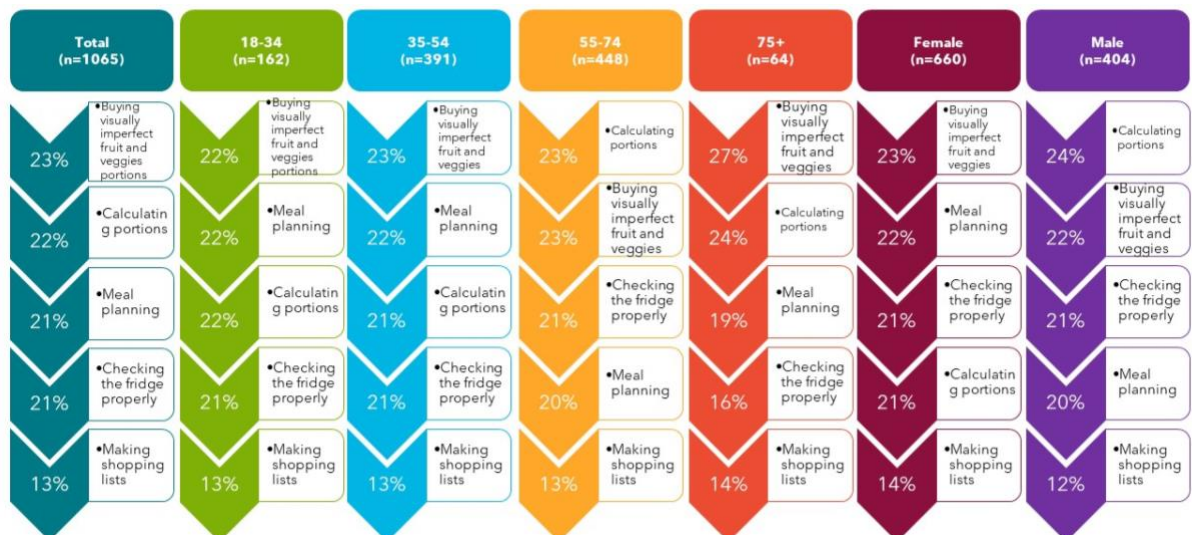 Total
(n=1065)
18-34
(n=162)
35-54
(n=391)
55-74
(n=448)
75+
(n=64)
Female
(n=660)
Male
(n=404)
23%
•Buying
visually
imperfect
fruit and
veggies
portions
22%
•Buying
visually
imperfect
fruit and
veggies
portions
23%
•Buying
visually
imperfect
fruit and
veggies
23%
•Calculating
portions
27%
•Buying
visually
imperfect
fruit and
veggies
23%
•Buying
visually
imperfect
fruit and
veggies
24%
•Calculating
portions
22%
•Calculatin
g portions
22%
•Meal
planning
22%
•Meal
planning
23%
•Buying
visually
imperfect
fruit and
veggies
24%
•Calculating
portions
22%
•Meal
planning
22%
•Buying
visually
imperfect
fruit and
veggies
21%
•Meal
planning
22%
•Calculatin
g portions
21%
•Calculatin
g portions
21%
•Checking
the fridge
properly
19%
•Meal
planning
21%
•Checking
the fridge
properly
21%
•Checking
the fridge
properly
21%
•Checking
the fridge
properly
21%
•Checking
the fridge
properly
21%
•Checking
the fridge
properly
20%
•Meal
planning
16%
•Checking
the fridge
properly
21%
•Calculatin
g portions
20%
•Meal
planning
13%
•Making
shopping
lists
13%
•Making
shopping
lists
13%
•Making
shopping
lists
13%
•Making
shopping
lists
14%
•Making
shopping
lists
14%
•Making
shopping
lists
12%
•Making
shopping
lists